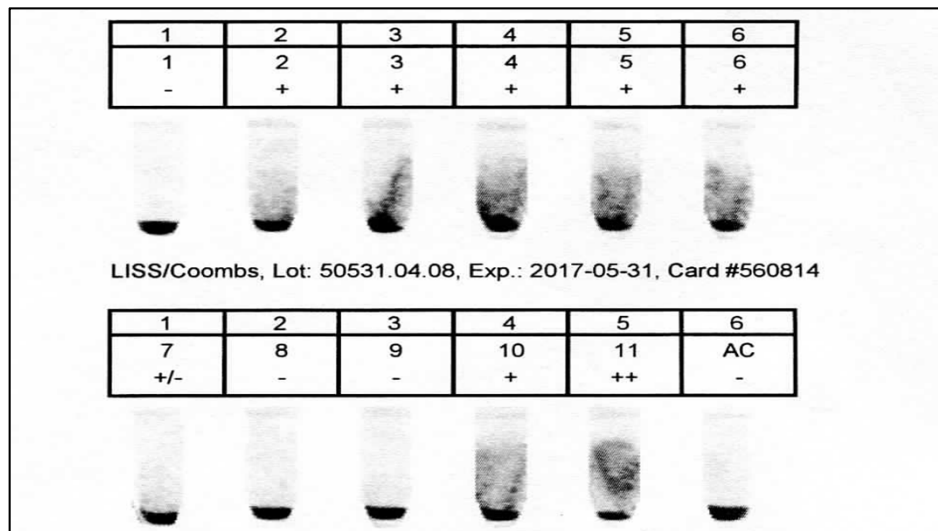 1 2 3 4 5 6
1 2 3 4 5 6
- + + + + +
LISS/Coombs, Lot: 50531.04.08, Exp.: 2017-05-31, Card #560814
1 2 3 4 5 6
7 8 9 10 11 AC
+/- - - + ++ -